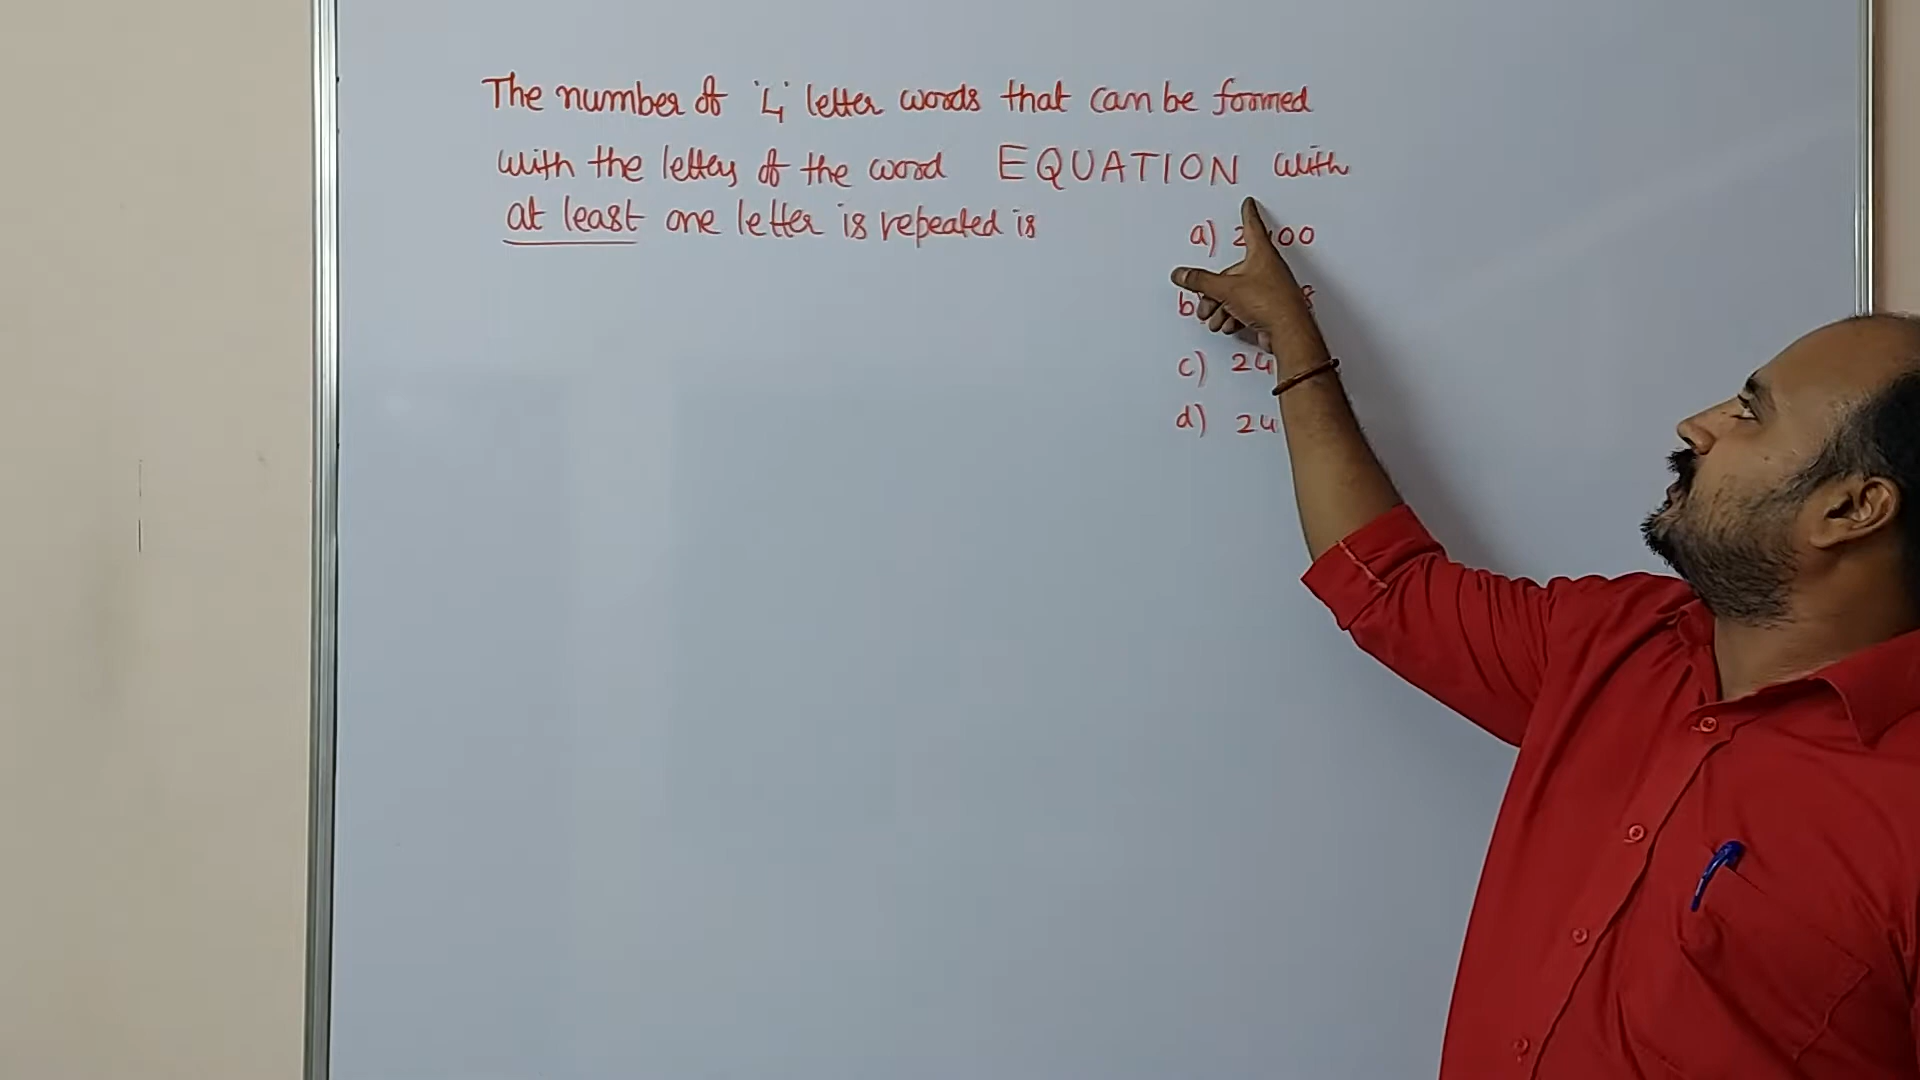 The number of '4' letter words that can be formed
with the letters of the word EQUATION with
at least one letter is repeated is
a)
b)
c) 24
d) 24